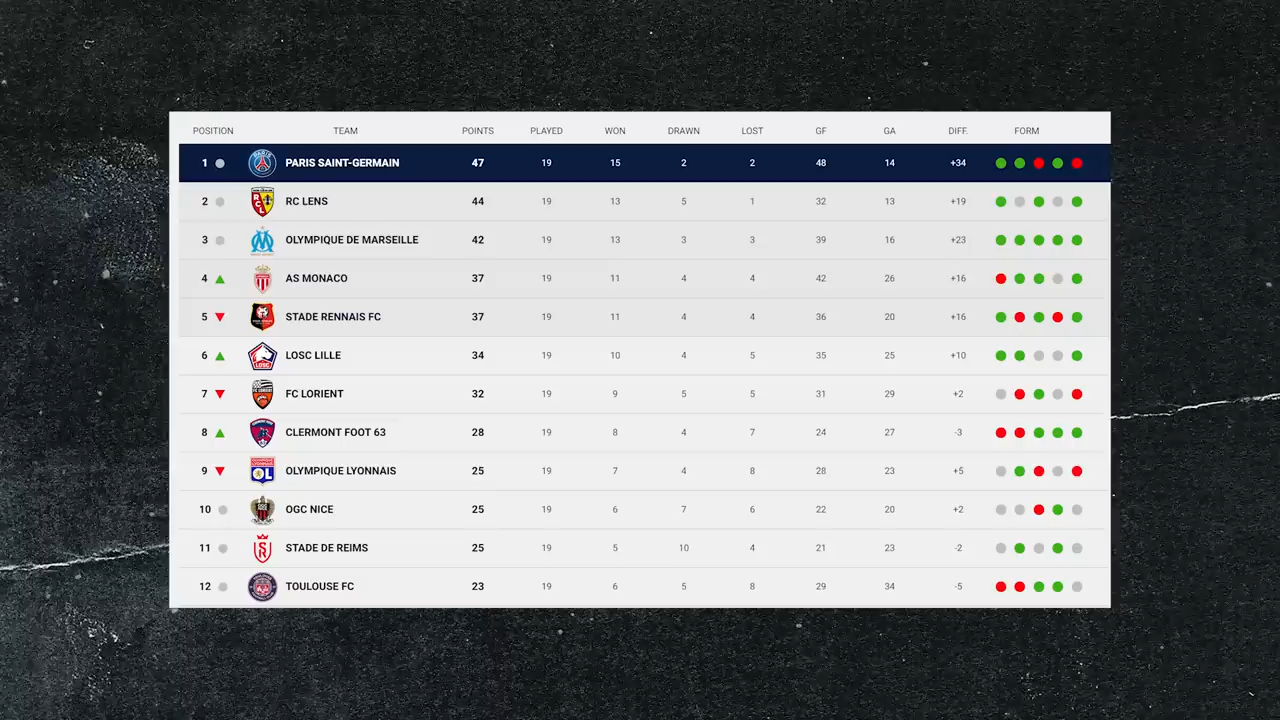 POSITION TEAM POINTS PLAYED WON DRAWN LOST GF GA DIFF. FORM
1 PARIS SAINT-GERMAIN 47 19 15 2 2 48 14 +34
2 RC LENS 44 19 13 5 1 32 13 +19
3 OLYMPIQUE DE MARSEILLE 42 19 13 3 3 39 16 +23
4 AS MONACO 37 19 11 4 4 42 26 +16
5 STADE RENNAIS FC 37 19 11 4 4 36 20 +16
6 LOSC LILLE 34 19 10 4 5 35 25 +10
7 FC LORIENT 32 19 9 5 5 31 29 +2
8 CLERMONT FOOT 63 28 19 8 4 7 24 27 -3
9 OLYMPIQUE LYONNAIS 25 19 7 4 8 28 23 +5
10 OGC NICE 25 19 6 7 6 22 20 +2
11 STADE DE REIMS 25 19 5 10 4 21 23 -2
12 TOULOUSE FC 23 19 6 5 8 29 34 -5